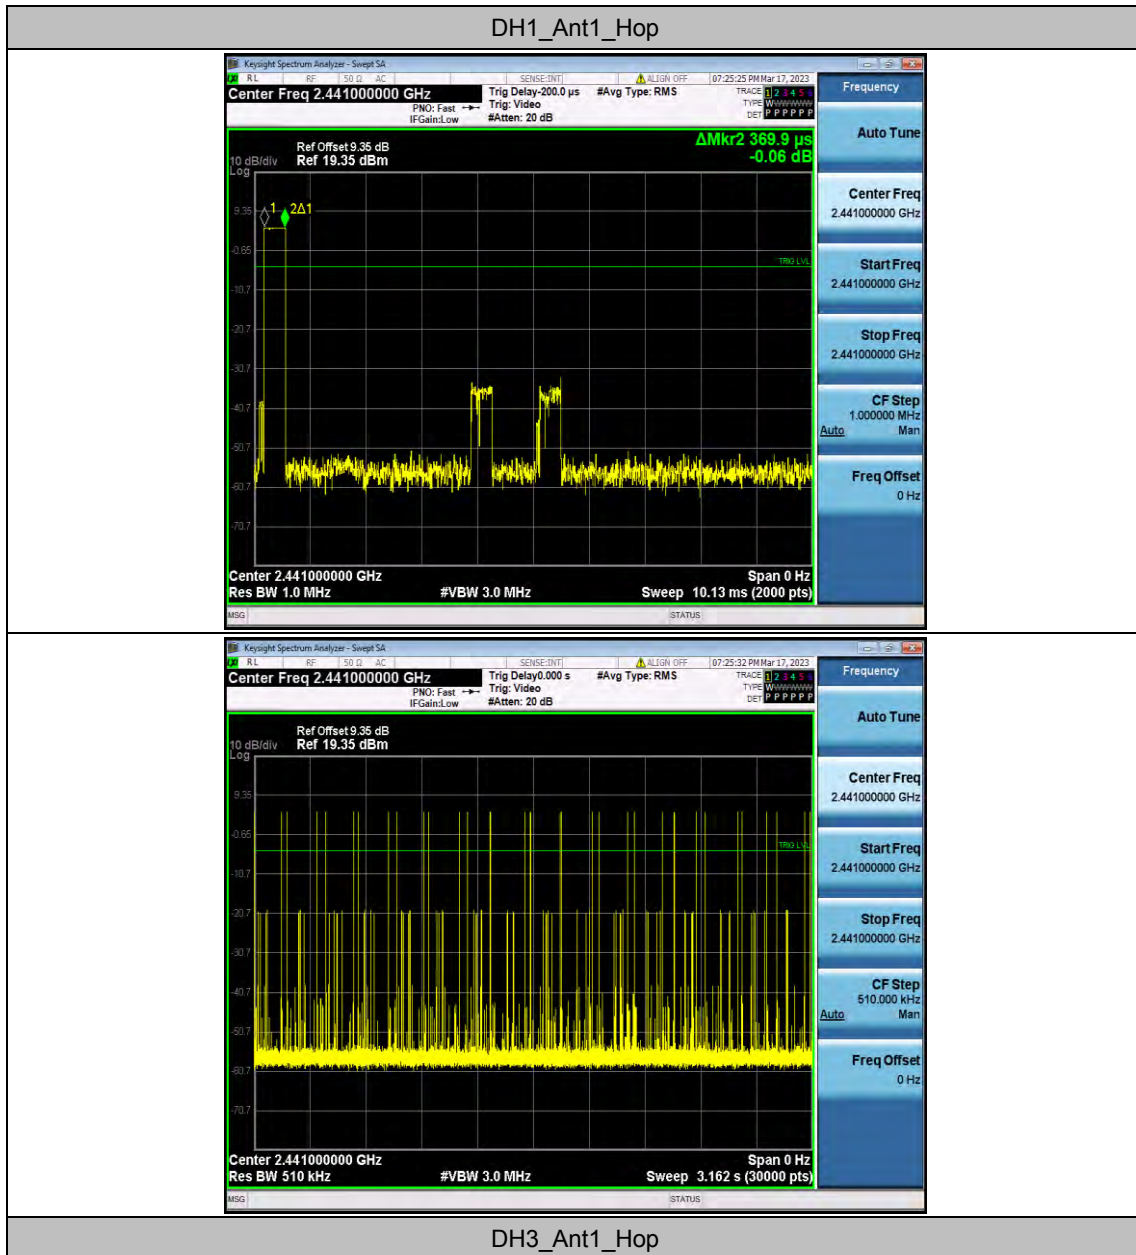 DH1_Ant1_Hop
Keysight Spectrum Analyzer - Swept SA
RL RF 50 Ω AC SENSE:INT ALIGN OFF 07:25:25 PM Mar 17, 2023
Center Freq 2.441000000 GHz
PNO: Fast
IFGain:Low
Trig Delay-200.0 µs
Trig: Video
#Atten: 20 dB
#Avg Type: RMS
TRACE 1 2 3 4 5 6
TYPE WWWWWW
DET P P P P P P
Frequency
Ref Offset 9.35 dB
10 dB/div Ref 19.35 dBm
Log
ΔMkr2 369.9 µs
-0.06 dB
9.35
-0.65
-10.7
-20.7
-30.7
-40.7
-50.7
-60.7
-70.7
1
2Δ1
TRIG LVL
Center 2.441000000 GHz Span 0 Hz
Res BW 1.0 MHz #VBW 3.0 MHz Sweep 10.13 ms (2000 pts)
MSG STATUS
Auto Tune
Center Freq
2.441000000 GHz
Start Freq
2.441000000 GHz
Stop Freq
2.441000000 GHz
CF Step
1.000000 MHz
Auto Man
Freq Offset
0 Hz
Keysight Spectrum Analyzer - Swept SA
RL RF 50 Ω AC SENSE:INT ALIGN OFF 07:25:32 PM Mar 17, 2023
Center Freq 2.441000000 GHz
PNO: Fast
IFGain:Low
Trig Delay0.000 s
Trig: Video
#Atten: 20 dB
#Avg Type: RMS
TRACE 1 2 3 4 5 6
TYPE WWWWWW
DET P P P P P P
Frequency
Ref Offset 9.35 dB
10 dB/div Ref 19.35 dBm
Log
9.35
-0.65
-10.7
-20.7
-30.7
-40.7
-50.7
-60.7
-70.7
TRIG LVL
Center 2.441000000 GHz Span 0 Hz
Res BW 510 kHz #VBW 3.0 MHz Sweep 3.162 s (30000 pts)
MSG STATUS
Auto Tune
Center Freq
2.441000000 GHz
Start Freq
2.441000000 GHz
Stop Freq
2.441000000 GHz
CF Step
510.000 kHz
Auto Man
Freq Offset
0 Hz
DH3_Ant1_Hop